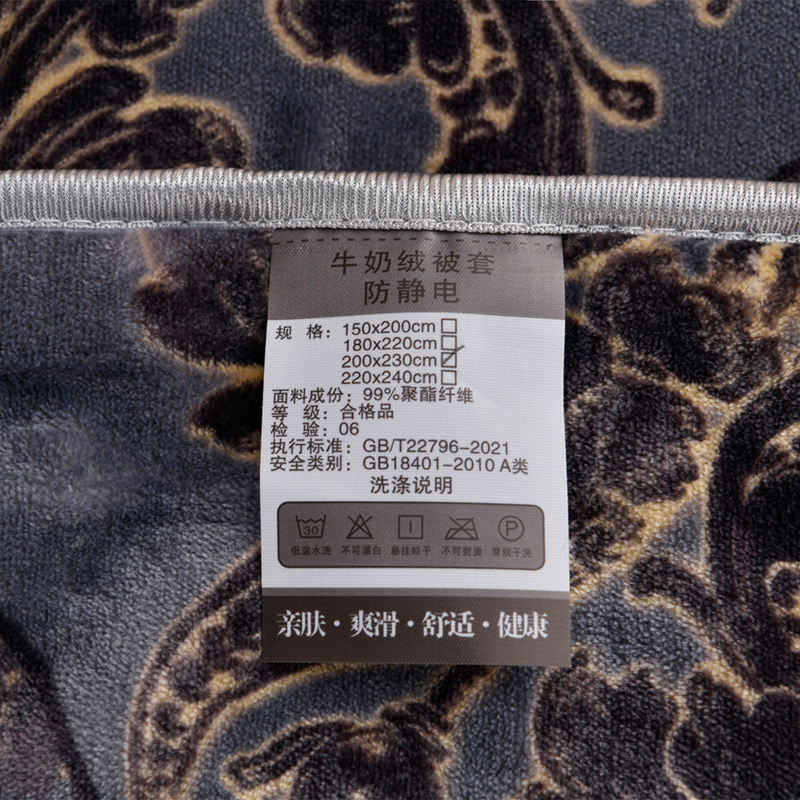 牛奶绒被套
防静电
规 格：150x200cm
180x220cm
200x230cm
220x240cm
面料成份：99%聚酯纤维
等 级：合格品
检 验：06
执行标准：GB/T22796-2021
安全类别：GB18401-2010 A类
洗涤说明
30 P
低温水洗 不可漂白 悬挂晾干 不可熨烫 常规干洗
亲肤·爽滑·舒适·健康